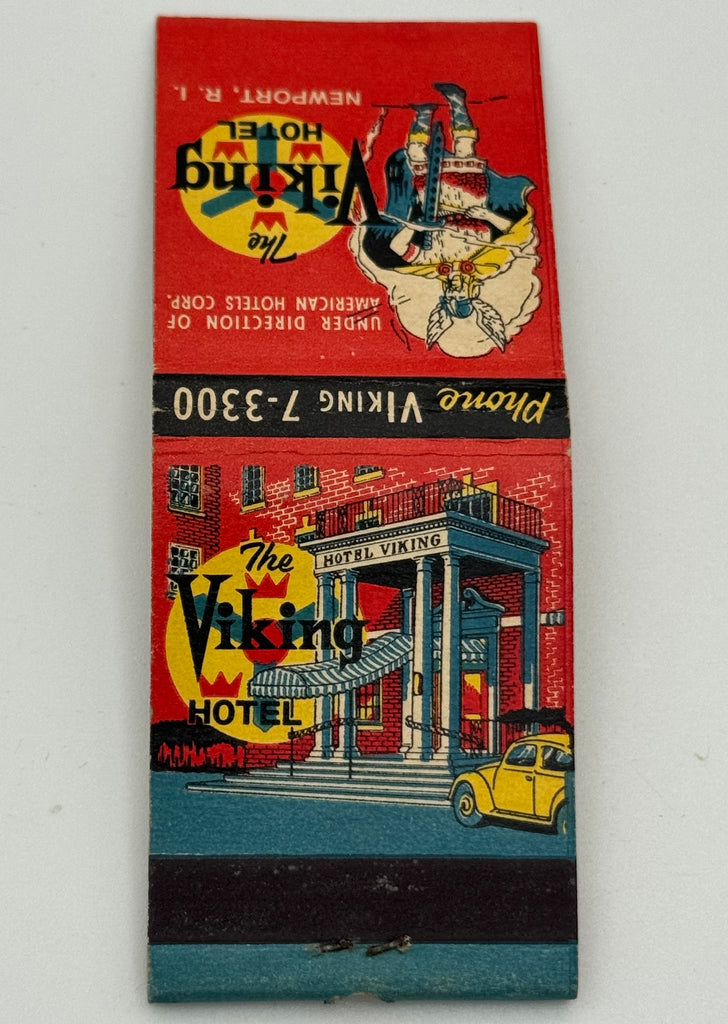 NEWPORT, R. I.
The
Viking
HOTEL
UNDER DIRECTION OF
AMERICAN HOTELS CORP.
Phone VIKING 7-3300
HOTEL VIKING
The
Viking
HOTEL